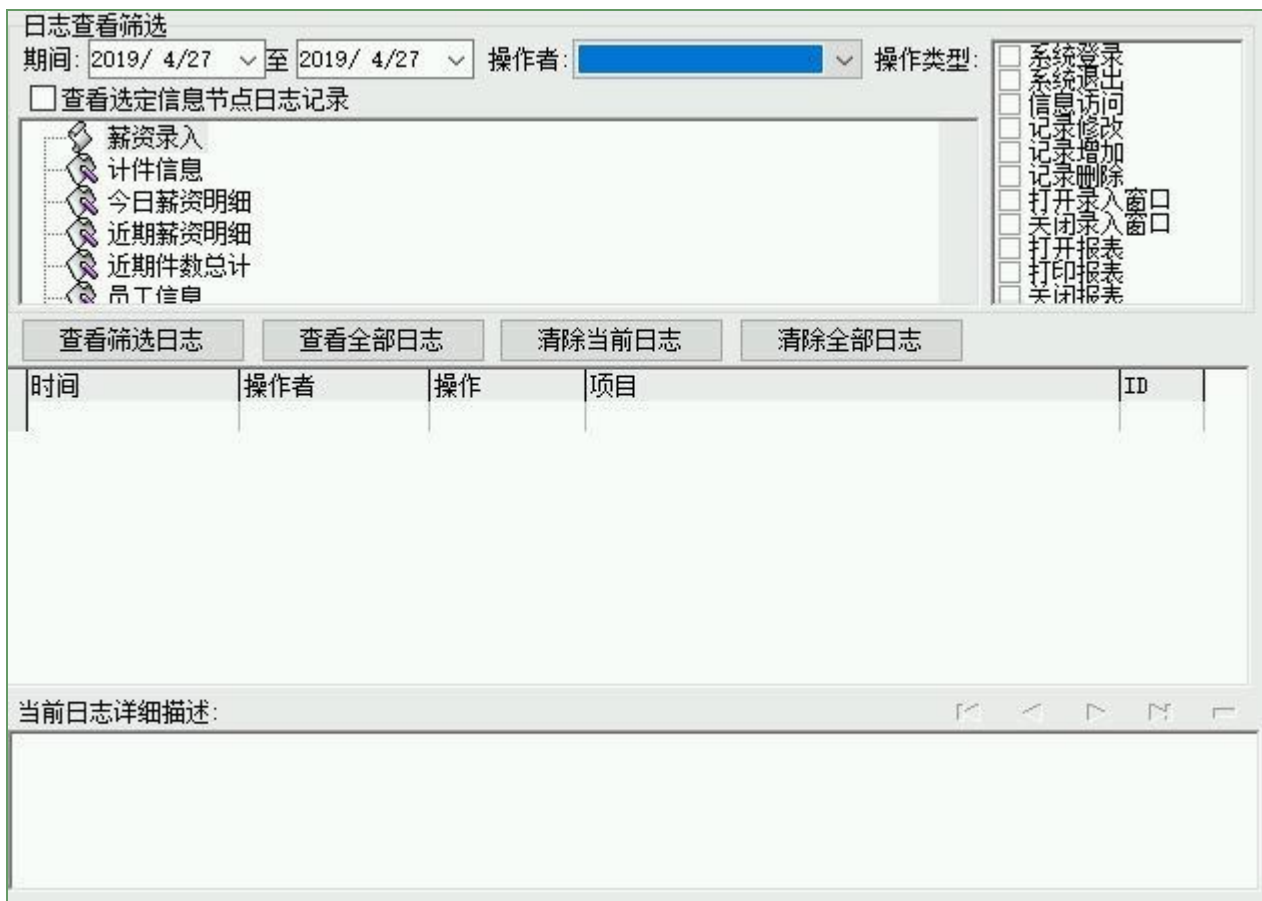 日志查看筛选
期间: 2019/ 4/27 至 2019/ 4/27 操作者: 操作类型:
查看选定信息节点日志记录
薪资录入
计件信息
今日薪资明细
近期薪资明细
近期件数总计
员工信息
系统登录
系统退出
信息访问
记录修改
记录增加
记录删除
打开录入窗口
关闭录入窗口
打开报表
打印报表
关闭报表
查看筛选日志 查看全部日志 清除当前日志 清除全部日志
时间 操作者 操作 项目 ID
当前日志详细描述: